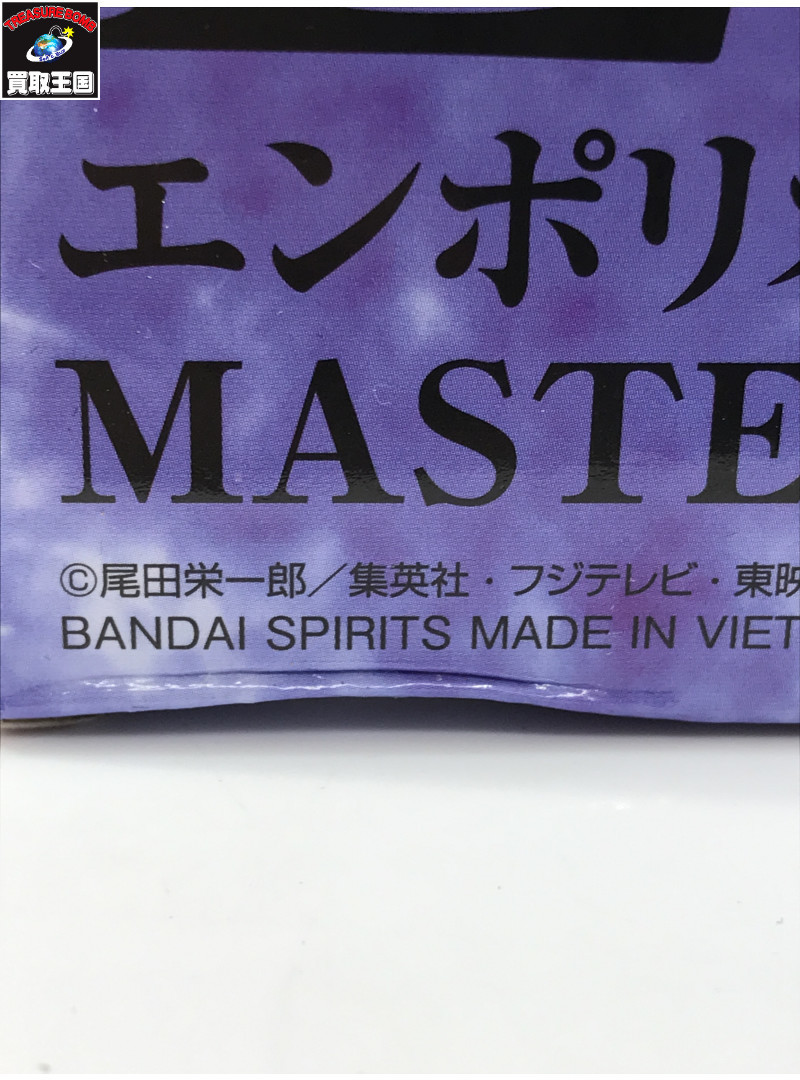 TREASURE BOMB
買取王国
エンポリ
MASTE
©尾田栄一郎/集英社・フジテレビ・東映
BANDAI SPIRITS MADE IN VIET